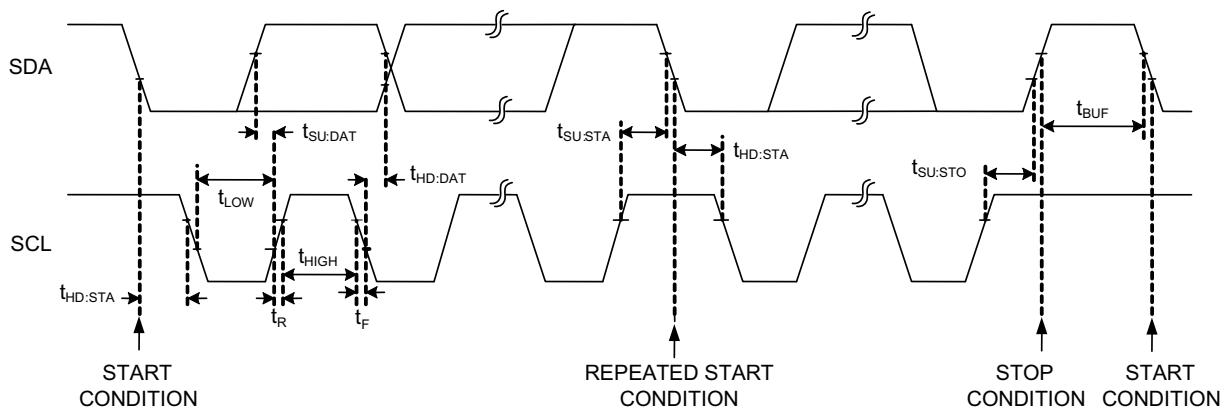 SDA
tSU:DAT
tSU:STA
tHD:STA
tBUF
tHD:DAT
tSU:STO
tLOW
SCL
tHIGH
tHD:STA
tR
tF
START
CONDITION
REPEATED START
CONDITION
STOP
CONDITION
START
CONDITION